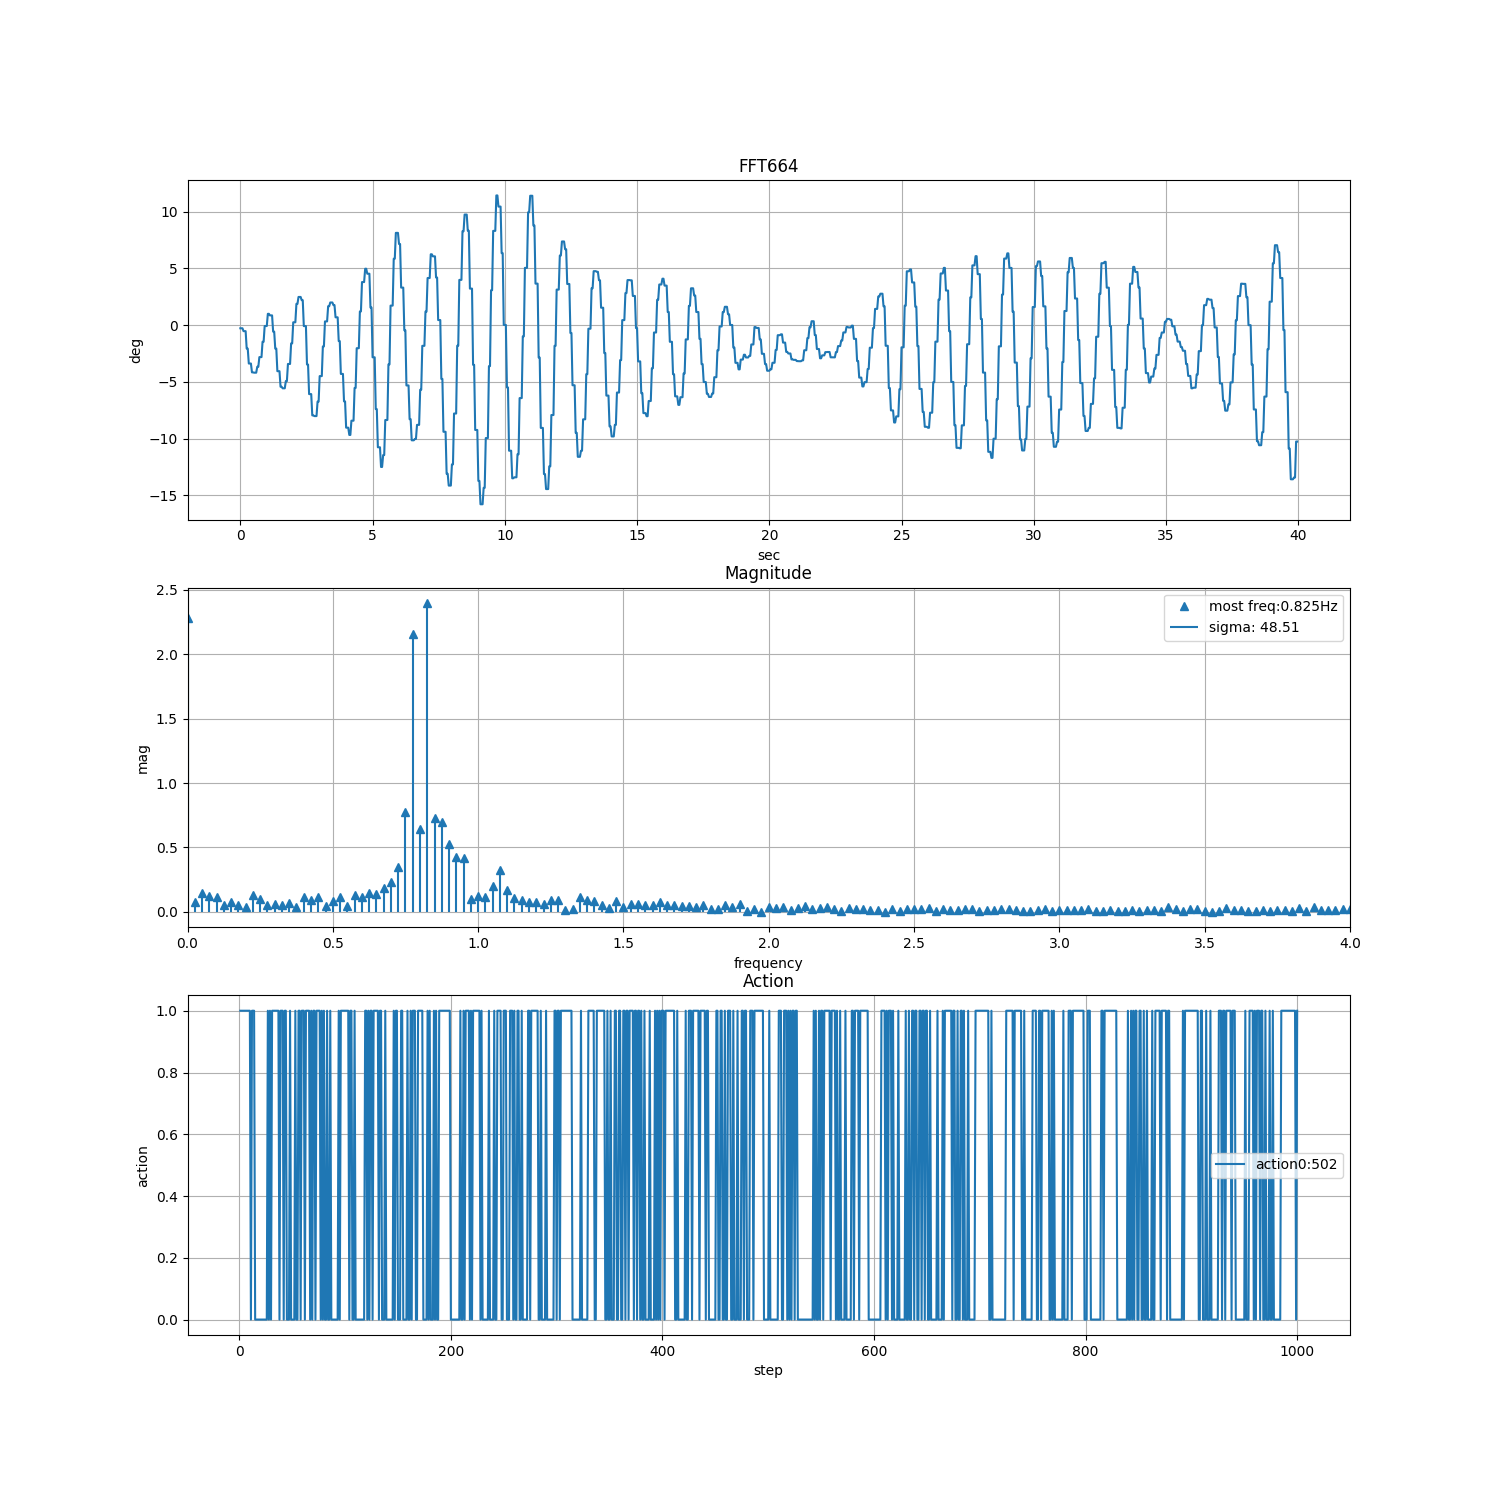 FFT664
10
5
0
−5
−10
−15
deg
0 5 10 15 20 25 30 35 40
sec
Magnitude
2.5
2.0
1.5
1.0
0.5
0.0
mag
most freq:0.825Hz
sigma: 48.51
0.0 0.5 1.0 1.5 2.0 2.5 3.0 3.5 4.0
frequency
Action
1.0
0.8
0.6
0.4
0.2
0.0
action
action0:502
0 200 400 600 800 1000
step